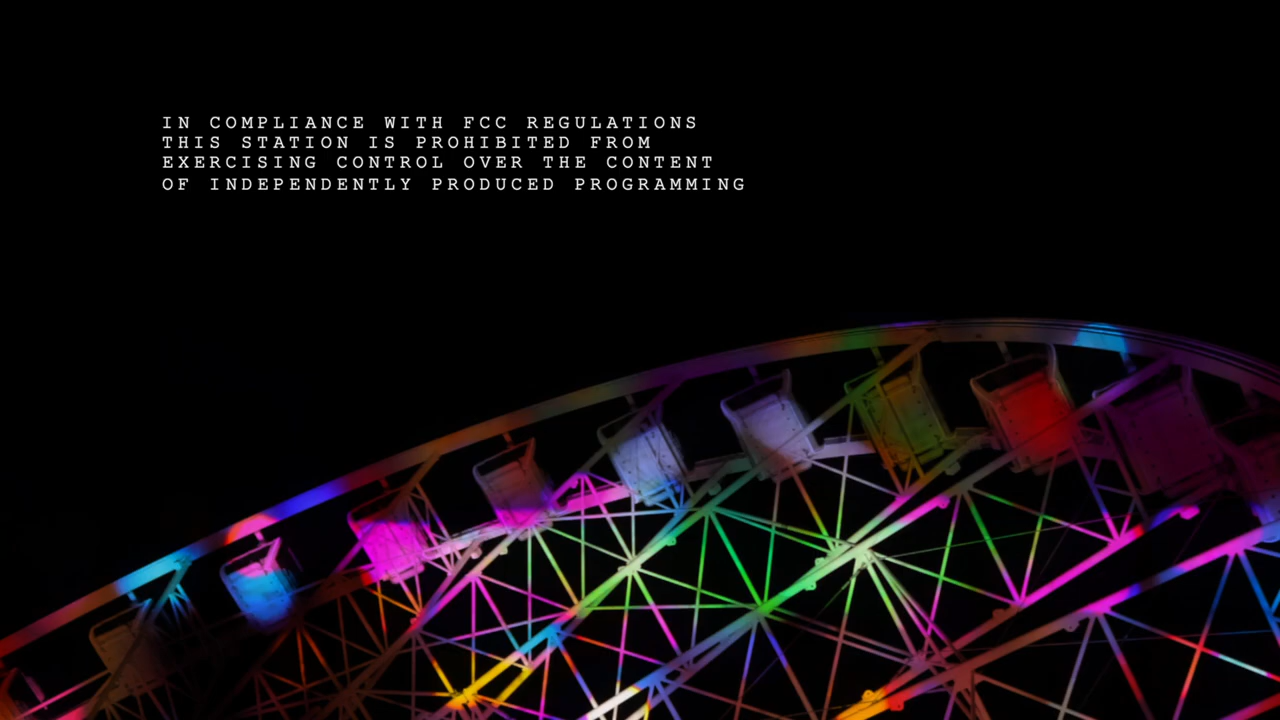 IN COMPLIANCE WITH FCC REGULATIONS
THIS STATION IS PROHIBITED FROM
EXERCISING CONTROL OVER THE CONTENT
OF INDEPENDENTLY PRODUCED PROGRAMMING